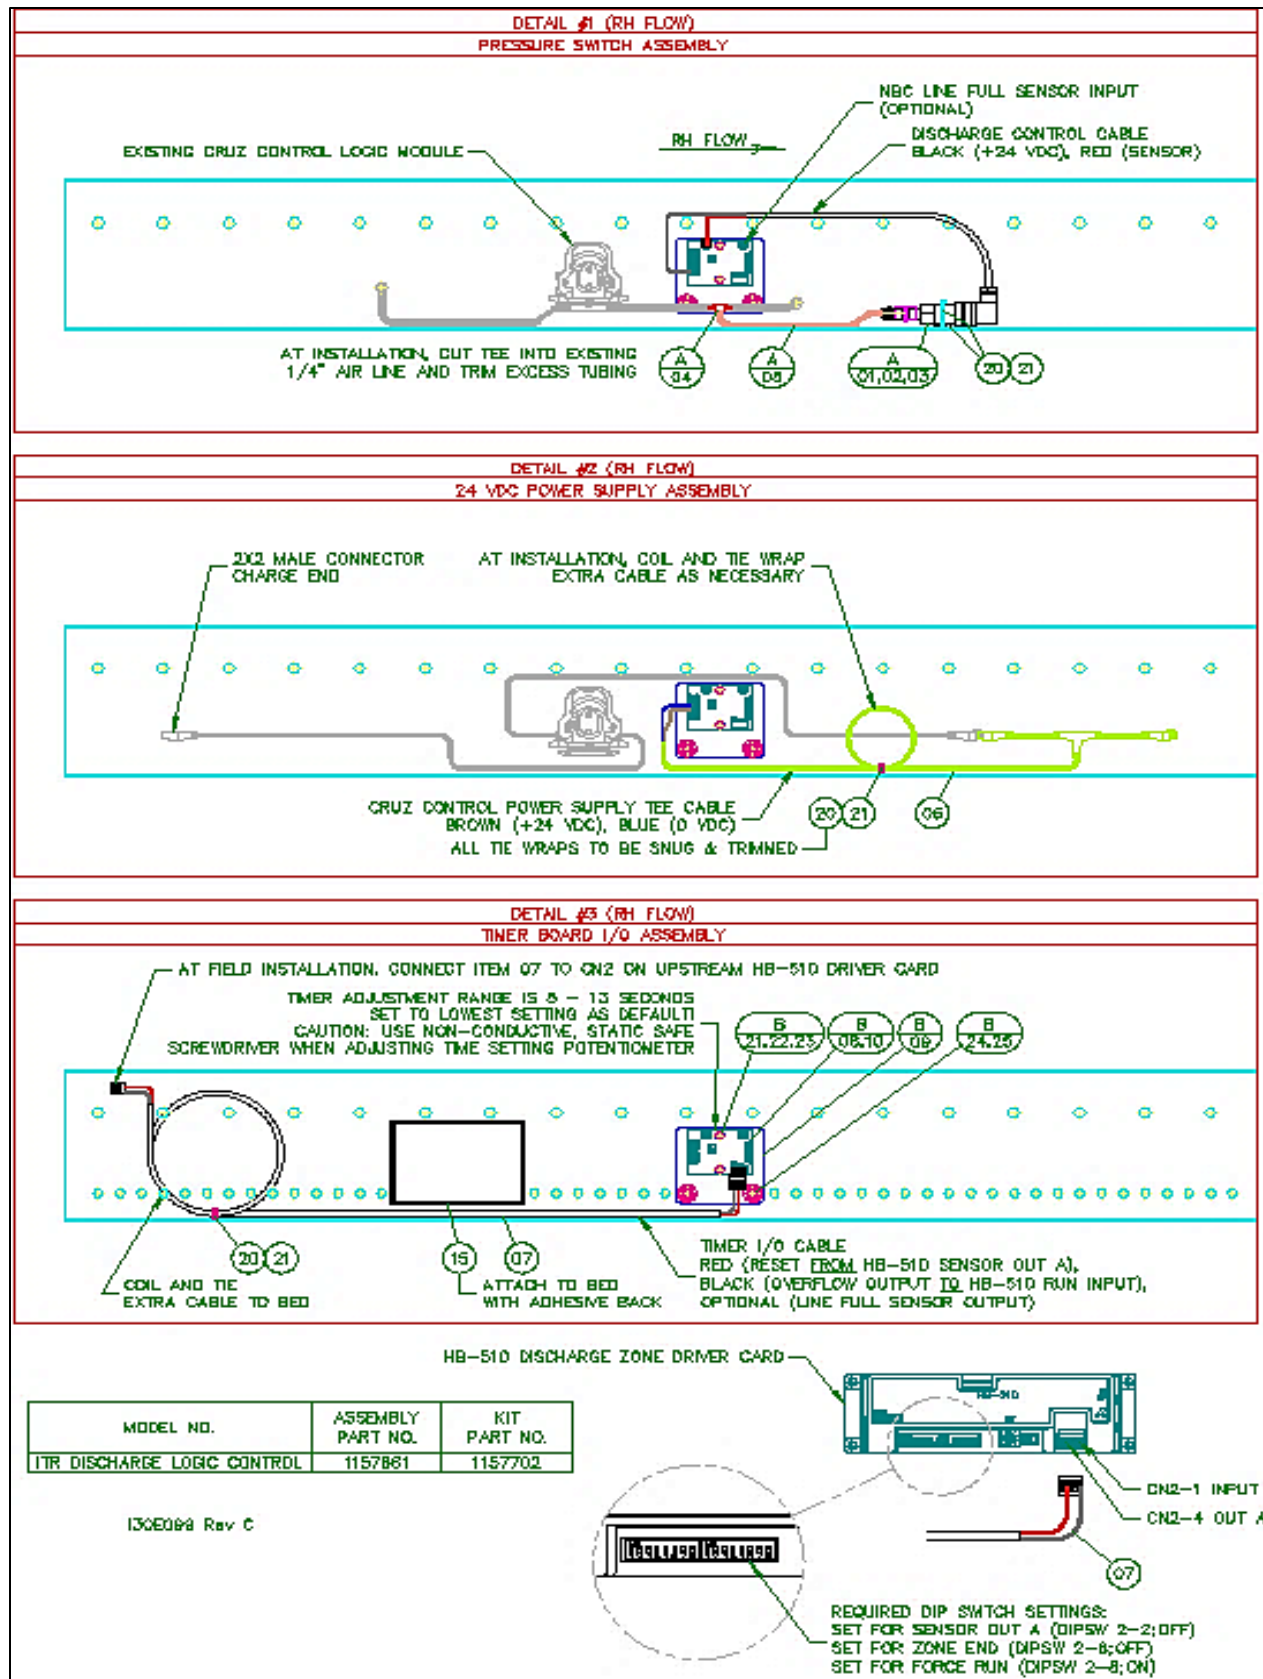 DETAIL #1 (RH FLOW)
PRESSURE SWITCH ASSEMBLY
NBC LINE FULL SENSOR INPUT
(OPTIONAL)
RH FLOW
DISCHARGE CONTROL CABLE
BLACK (+24 VDC), RED (SENSOR)
EXISTING CRUZ CONTROL LOGIC MODULE
AT INSTALLATION, CUT TEE INTO EXISTING
1/4" AIR LINE AND TRIM EXCESS TUBING
A
04
A
A
01,02,03
20
21
DETAIL #2 (RH FLOW)
24 VDC POWER SUPPLY ASSEMBLY
2X2 MALE CONNECTOR
CHARGE END
AT INSTALLATION, COIL AND TIE WRAP
EXTRA CABLE AS NECESSARY
CRUZ CONTROL POWER SUPPLY TEE CABLE
BROWN (+24 VDC), BLUE (0 VDC)
ALL TIE WRAPS TO BE SNUG & TRIMMED
20
21
06
DETAIL #3 (RH FLOW)
TIMER BOARD I/O ASSEMBLY
AT FIELD INSTALLATION, CONNECT ITEM 07 TO CN2 ON UPSTREAM HB-510 DRIVER CARD
TIMER ADJUSTMENT RANGE IS - 13 SECONDS
SET TO LOWEST SETTING AS DEFAULT!
CAUTION: USE NON-CONDUCTIVE, STATIC SAFE
SCREWDRIVER WHEN ADJUSTING TIME SETTING POTENTIOMETER
B
21,22,23
B
08,10
B
09
B
24,25
20
21
COIL AND TIE
EXTRA CABLE TO BED
15
07
ATTACH TO BED
WITH ADHESIVE BACK
TIMER I/O CABLE
RED (RESET FROM HB-510 SENSOR OUT A),
BLACK (OVERFLOW OUTPUT TO HB-510 RUN INPUT),
OPTIONAL (LINE FULL SENSOR OUTPUT)
HB-510 DISCHARGE ZONE DRIVER CARD
HB-510
MODEL NO.
ASSEMBLY
PART NO.
KIT
PART NO.
ITR DISCHARGE LOGIC CONTROL
1157861
1157702
130E099 Rev C
CN2-1 INPUT
CN2-4 OUT A
07
REQUIRED DIP SWITCH SETTINGS:
SET FOR SENSOR OUT A (DIPSW 2-2;OFF)
SET FOR ZONE END (DIPSW 2-6;OFF)
SET FOR FORCE RUN (DIPSW 2-8;ON)